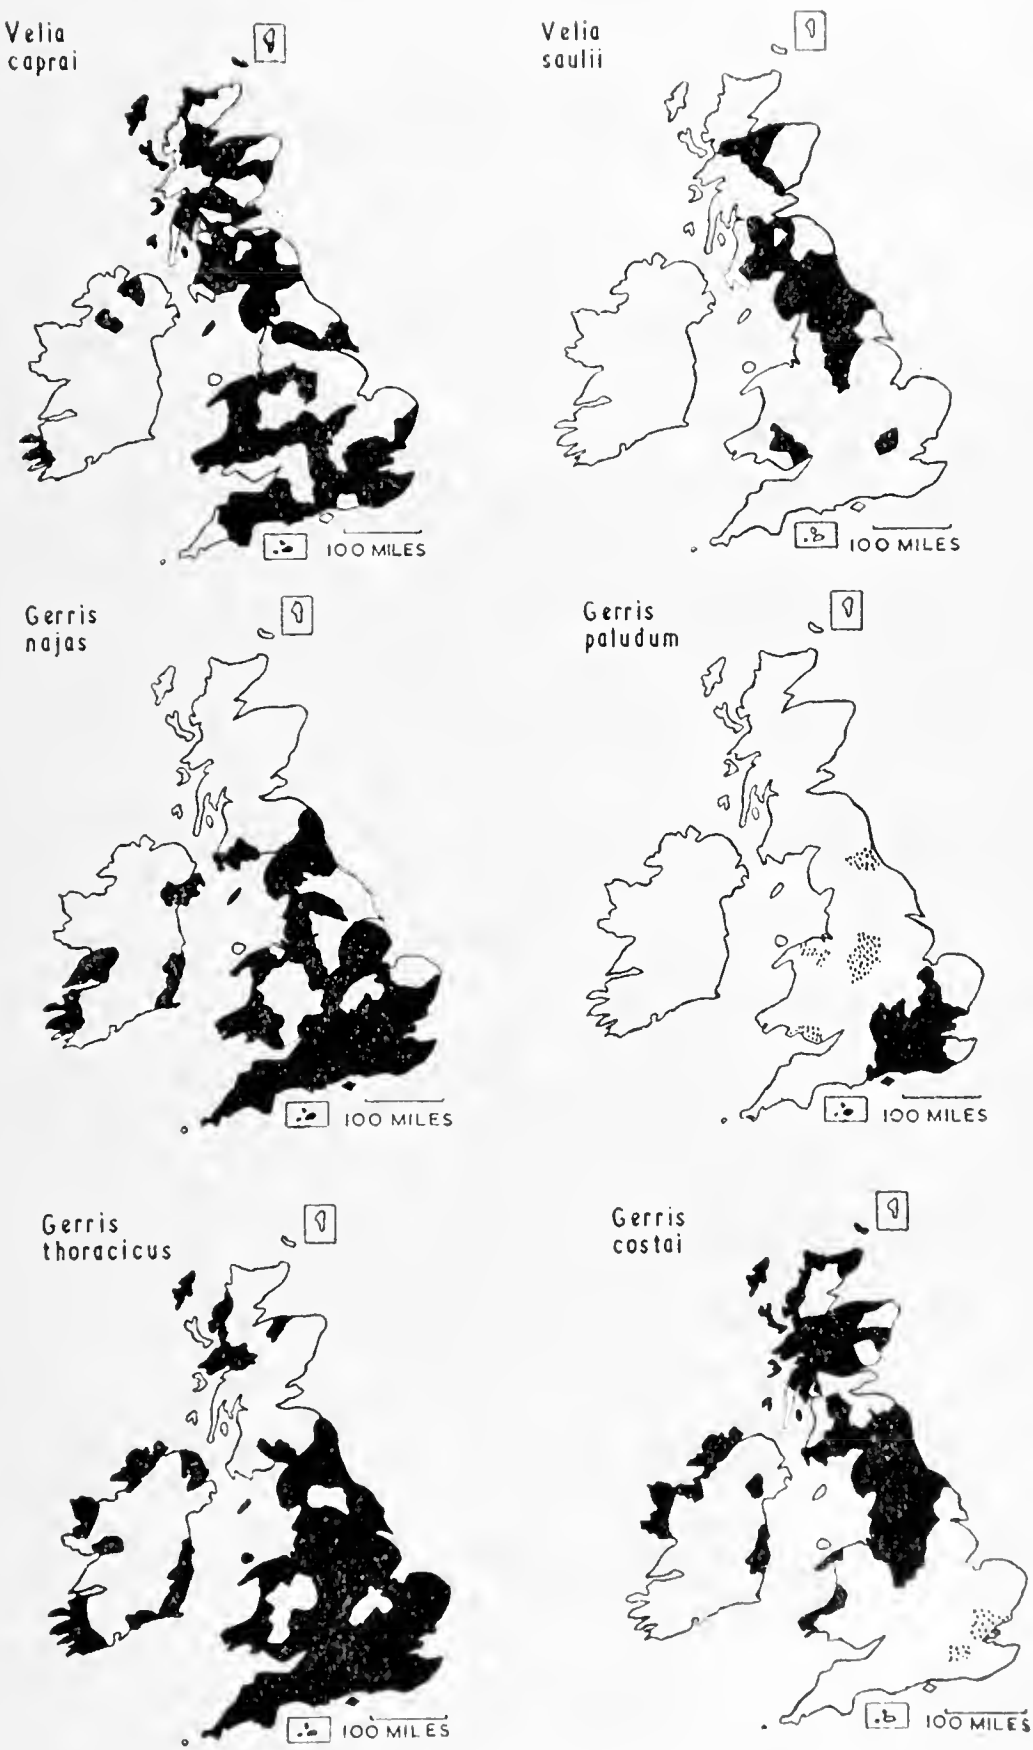 Velia
caprai
100 MILES
Velia
saulii
100 MILES
Gerris
najas
100 MILES
Gerris
paludum
100 MILES
Gerris
thoracicus
100 MILES
Gerris
costai
100 MILES